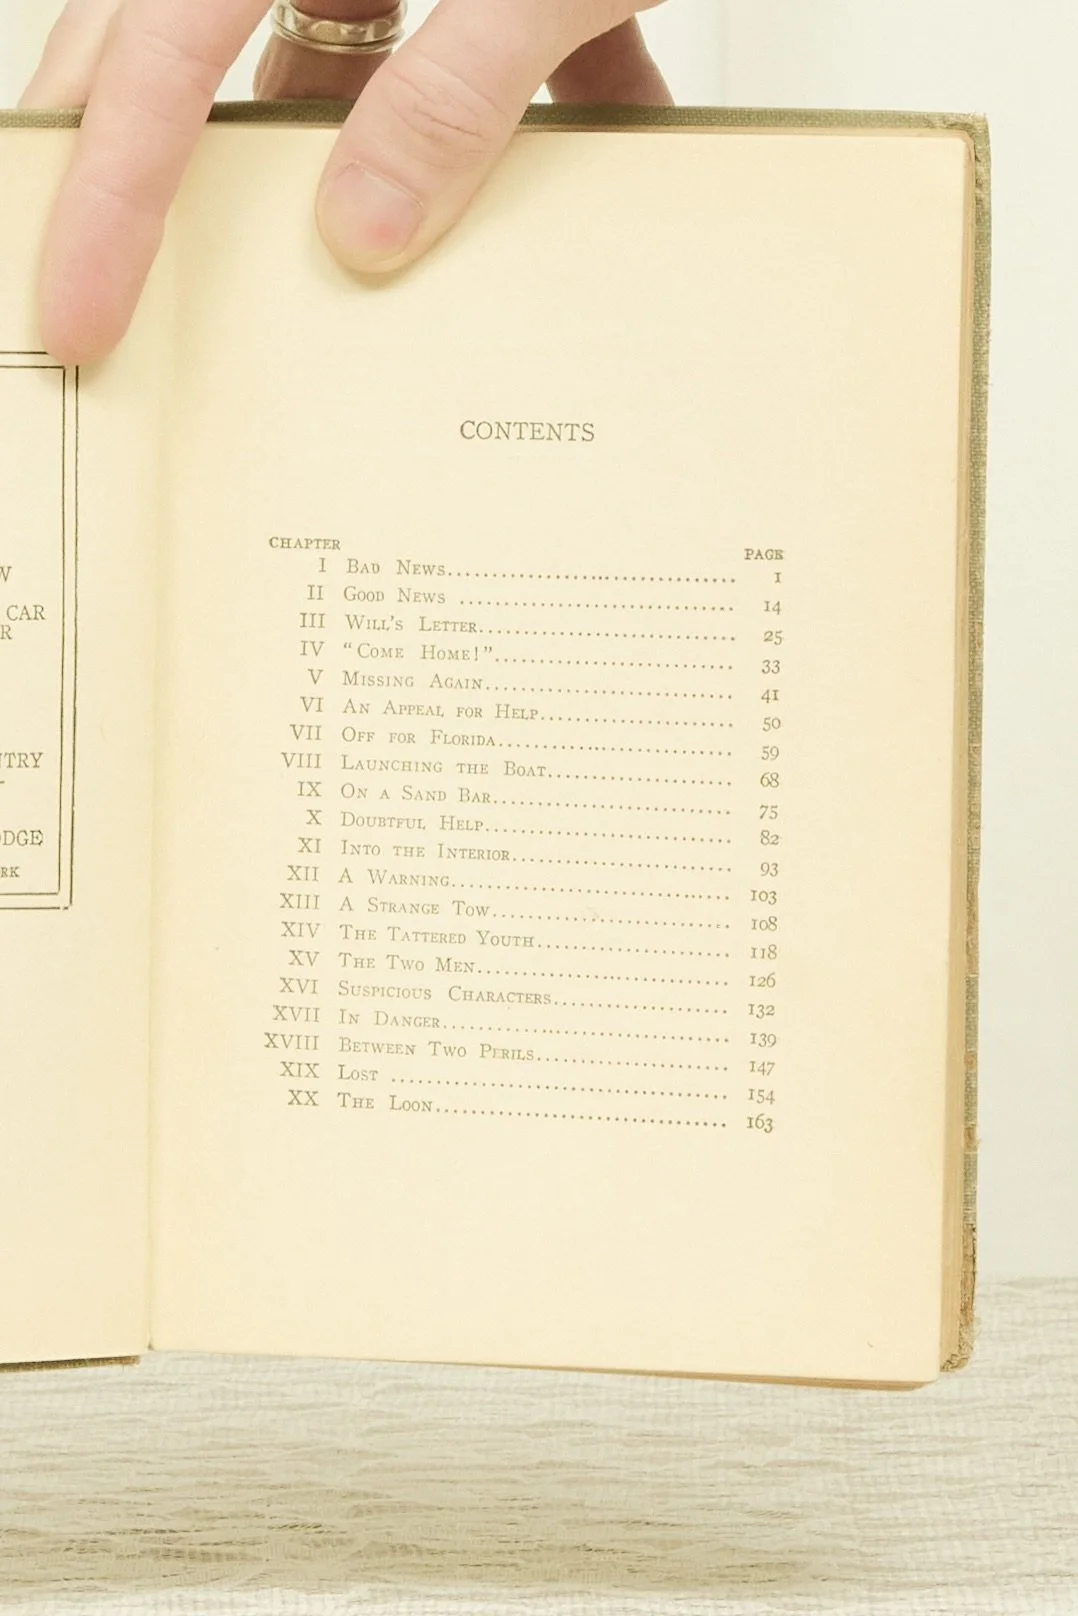 W
CAR
R
NTRY
ODGE
RK
CONTENTS
CHAPTER PAGE
I BAD NEWS 1
II GOOD NEWS 14
III WILL'S LETTER 25
IV "COME HOME!" 33
V MISSING AGAIN 41
VI AN APPEAL FOR HELP 50
VII OFF FOR FLORIDA 59
VIII LAUNCHING THE BOAT 68
IX ON A SAND BAR 75
X DOUBTFUL HELP 82
XI INTO THE INTERIOR 93
XII A WARNING 103
XIII A STRANGE TOW 108
XIV THE TATTERED YOUTH 118
XV THE TWO MEN 126
XVI SUSPICIOUS CHARACTERS 132
XVII IN DANGER 139
XVIII BETWEEN TWO PERILS 147
XIX LOST 154
XX THE LOON 163